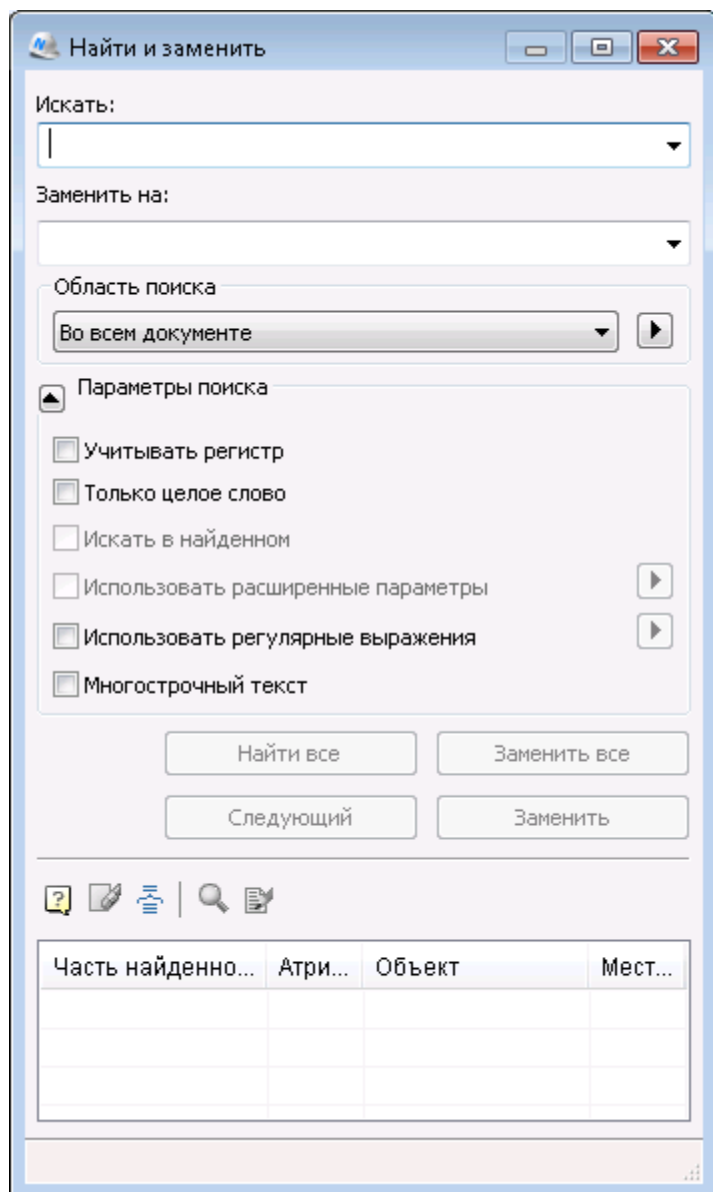 Найти и заменить
Искать:
Заменить на:
Область поиска
Во всем документе
Параметры поиска
Учитывать регистр
Только целое слово
Искать в найденном
Использовать расширенные параметры
Использовать регулярные выражения
Многострочный текст
Найти все Заменить все
Следующий Заменить
Часть найденно... Атри... Объект Мест...